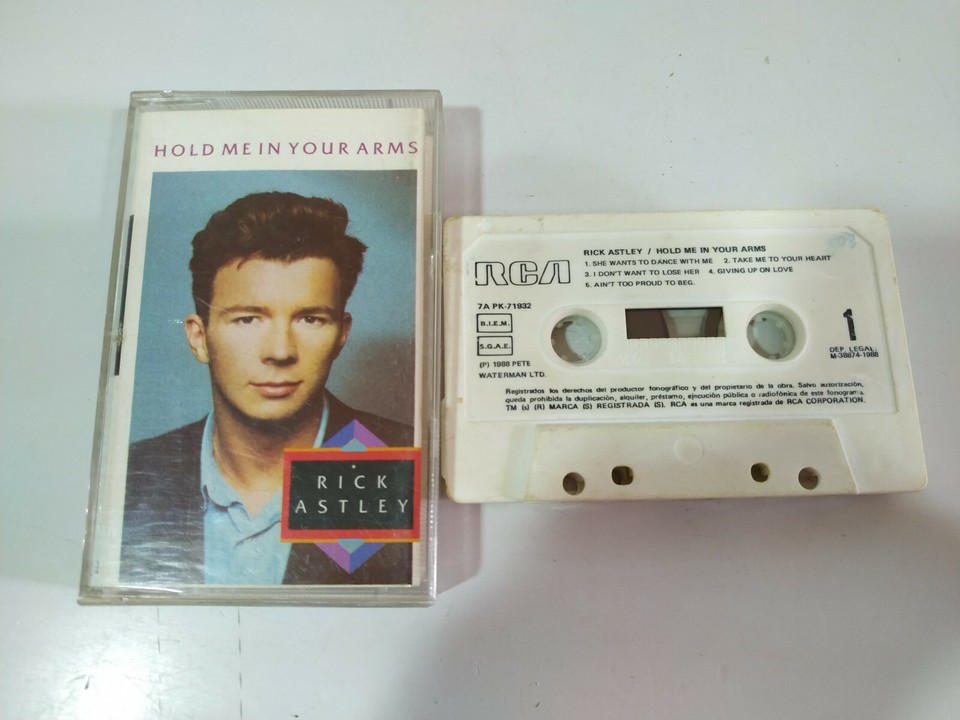 HOLD ME IN YOUR ARMS
RICK
ASTLEY
RCA
RICK ASTLEY / HOLD ME IN YOUR ARMS
1. SHE WANTS TO DANCE WITH ME 2. TAKE ME TO YOUR HEART
3. I DON'T WANT TO LOSE HER 4. GIVING UP ON LOVE
5. AIN'T TOO PROUD TO BEG.
7A PK-71932
B.I.E.M.
S.G.A.E.
(P) 1988 PETE
WATERMAN LTD.
1
DEP. LEGAL:
M-38874-1988
Registrados los derechos del productor fonográfico y del propietario de la obra. Salvo autorización,
queda prohibida la duplicación, alquiler, préstamo, ejecución pública o radiofónica de este fonograma.
TM (s) (R) MARCA (S) REGISTRADA (S). RCA es una marca registrada de RCA CORPORATION.